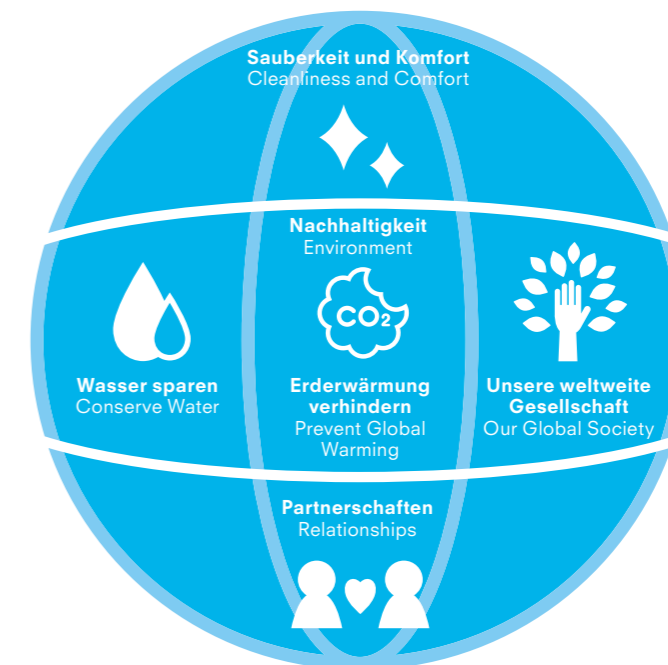 Sauberkeit und Komfort
Cleanliness and Comfort
Nachhaltigkeit
Environment
CO₂
Wasser sparen
Conserve Water
Erderwärmung
verhindern
Prevent Global
Warming
Unsere weltweite
Gesellschaft
Our Global Society
Partnerschaften
Relationships